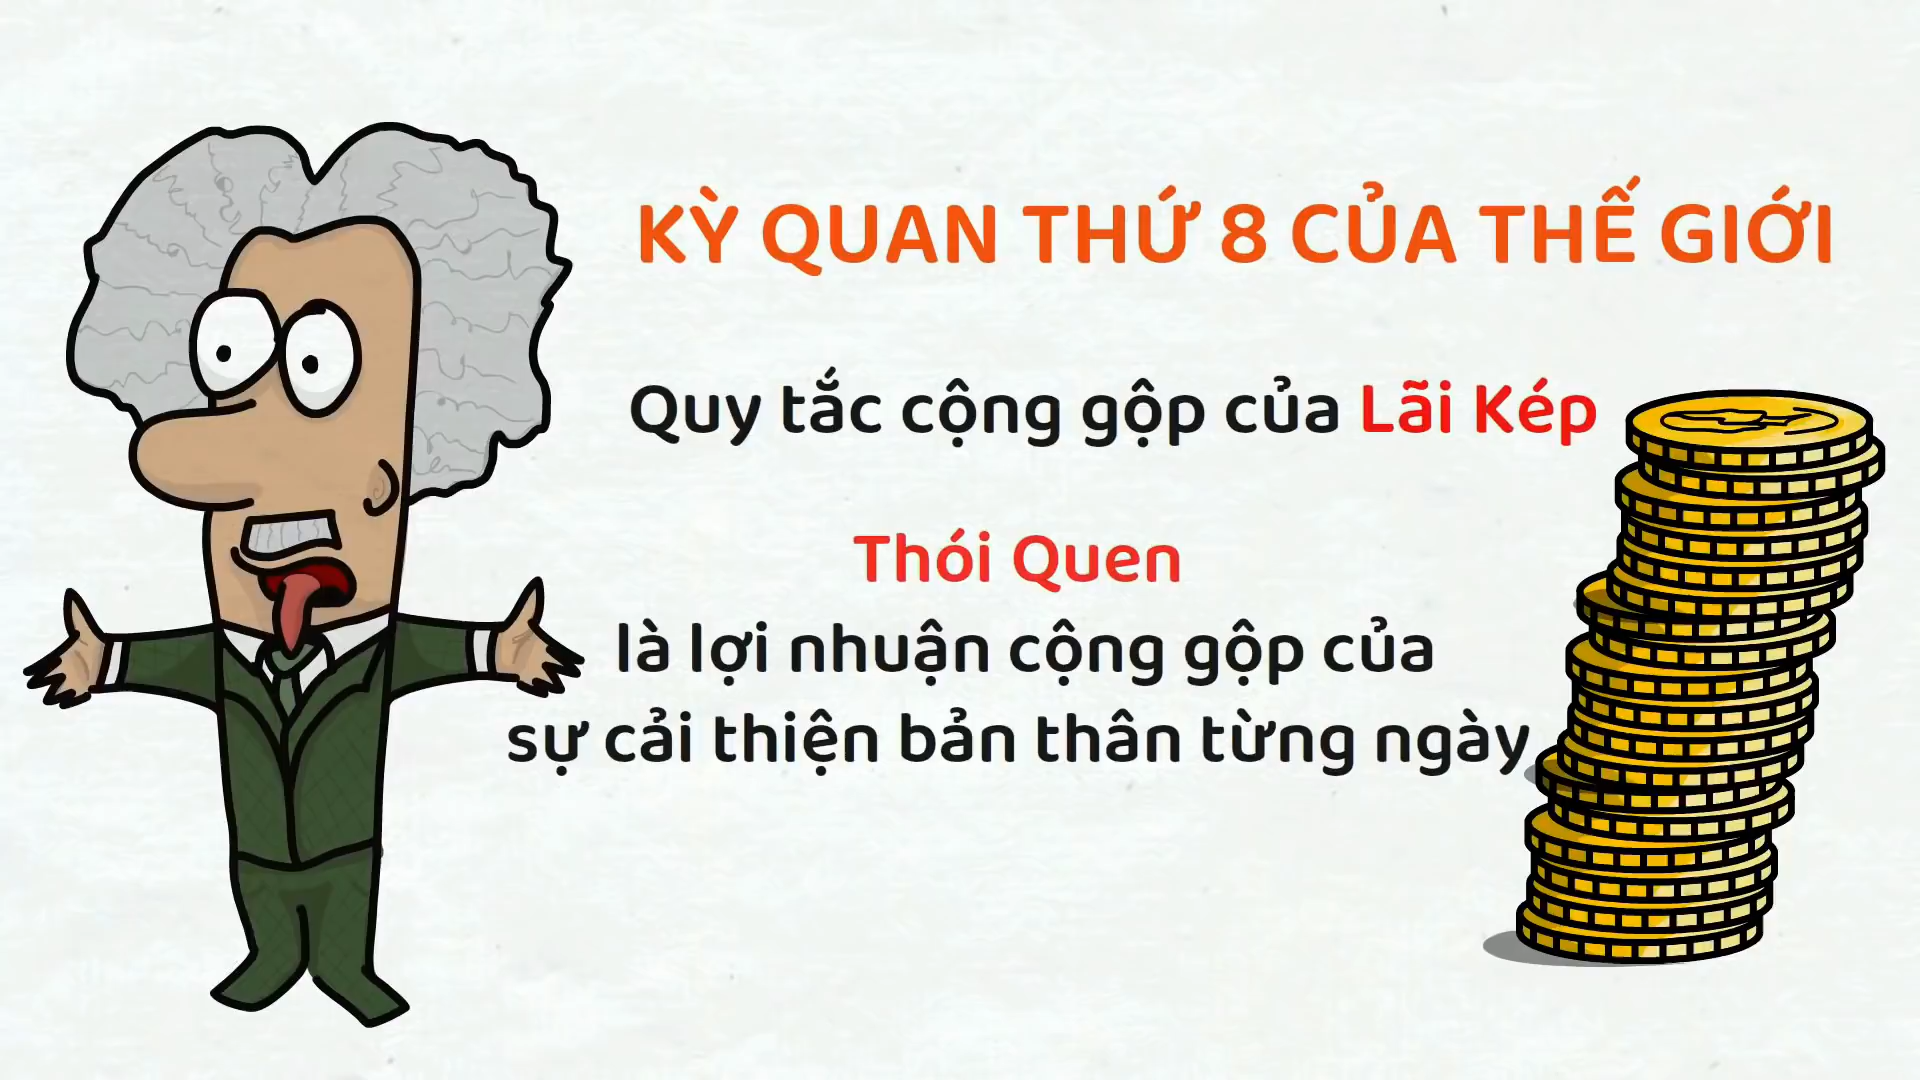 KỲ QUAN THỨ 8 CỦA THẾ GIỚI
Quy tắc cộng gộp của Lãi Kép
Thói Quen
là lợi nhuận cộng gộp của
sự cải thiện bản thân từng ngày